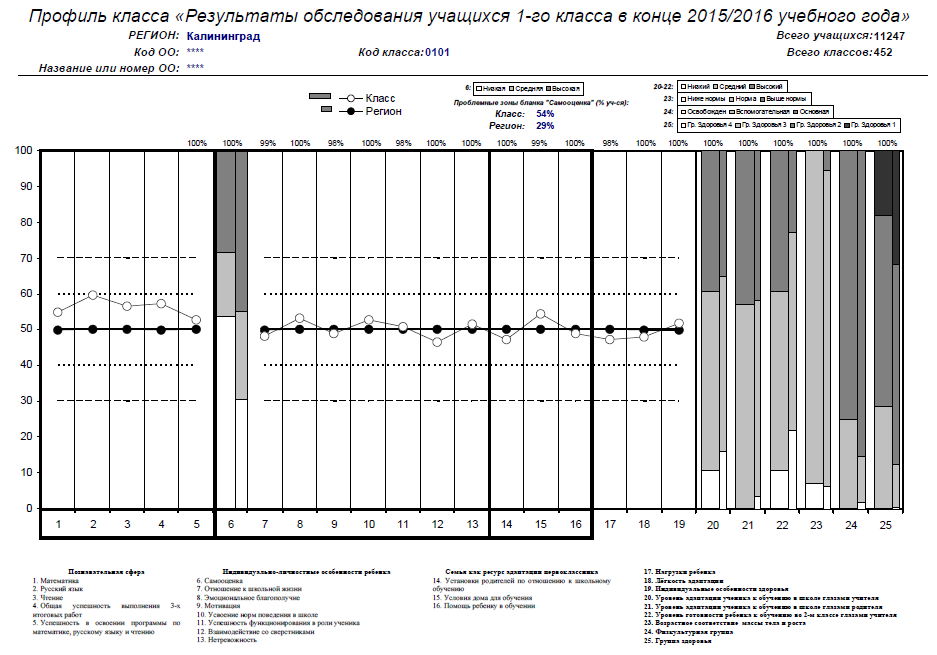 Профиль класса «Результаты обследования учащихся 1-го класса в конце 2015/2016 учебного года»
РЕГИОН: Калининград
Всего учащихся:11247
Код ОО: ****
Код класса:0101
Всего классов:452
Название или номер ОО: ****
Класс
Регион
6: Низкая Средняя Высокая
Проблемные зоны бланка "Самооценка" (% уч-ся):
Класс: 54%
Регион: 29%
20-22: Низкий Средний Высокий
23: Ниже нормы Норма Выше нормы
24: Освобожден Вспомогательная Основная
25: Гр. Здоровья 4 Гр. Здоровья 3 Гр. Здоровья 2 Гр. Здоровья 1
100% 99% 100% 98% 100% 98% 100% 100% 99% 100% 98% 100% 100% 100% 100% 100% 100% 100% 100%
100
90
80
70
60
50
40
30
20
10
0
1 2 3 4 5 6 7 8 9 10 11 12 13 14 15 16 17 18 19 20 21 22 23 24 25
Познавательная сфера
1. Математика
2. Русский язык
3. Чтение
4. Общая успешность выполнения 3-х
итоговых работ
5. Успешность в освоении программы по
математике, русскому языку и чтению
Индивидуально-личностные особенности ребенка
6. Самооценка
7. Отношение к школьной жизни
8. Эмоциональное благополучие
9. Мотивация
10. Усвоение норм поведения в школе
11. Успешность функционирования в роли ученика
12. Взаимодействие со сверстниками
13. Нетревожность
Семья как ресурс адаптации первоклассника
14. Установки родителей по отношению к школьному
обучению
15. Условия дома для обучения
16. Помощь ребенку в обучении
17. Нагрузки ребенка
18. Лёгкость адаптации
19. Индивидуальные особенности здоровья
20. Уровень адаптации ученика к обучению в школе глазами учителя
21. Уровень адаптации ученика к обучению в школе глазами родителя
22. Уровень готовности ребенка к обучению во 2-м классе глазами учителя
23. Возрастное соответствие массы тела и роста
24. Физкультурная группа
25. Группа здоровья